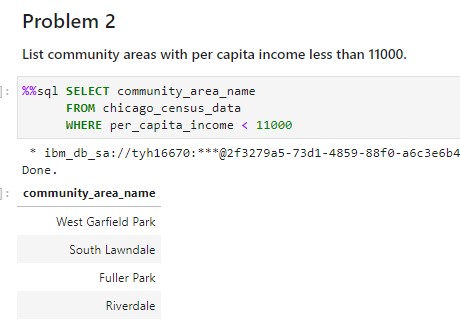 Problem 2
List community areas with per capita income less than 11000.
]: %%sql SELECT community_area_name
FROM chicago_census_data
WHERE per_capita_income < 11000
* ibm_db_sa://tyh16670:***@2f3279a5-73d1-4859-88f0-a6c3e6b4
Done.
]: community_area_name
West Garfield Park
South Lawndale
Fuller Park
Riverdale